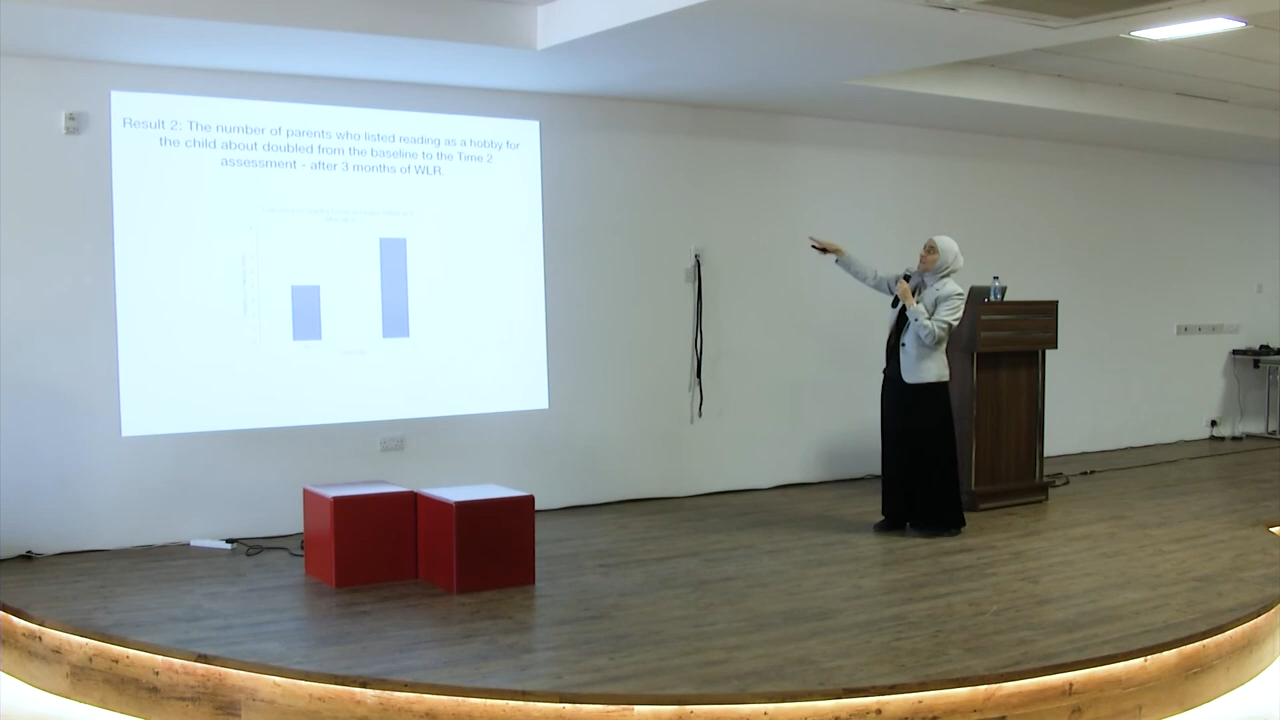 Result 2: The number of parents who listed reading as a hobby for
the child about doubled from the baseline to the Time 2
assessment - after 3 months of WLR.